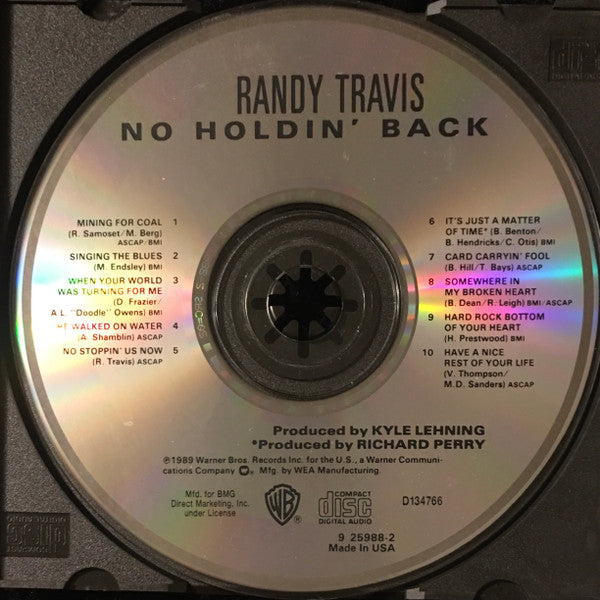 RANDY TRAVIS
NO HOLDIN' BACK
MINING FOR COAL 1
(R. Samoset/M. Berg)
ASCAP/BMI
SINGING THE BLUES 2
(M. Endsley) BMI
WHEN YOUR WORLD 3
WAS TURNING FOR ME
(D. Frazier/
A.L. "Doodle" Owens) BMI
HE WALKED ON WATER 4
(A. Shamblin) ASCAP
NO STOPPIN' US NOW 5
(R. Travis) ASCAP
6 IT'S JUST A MATTER
OF TIME* (B. Benton/
B. Hendricks/C. Otis) BMI
7 CARD CARRYIN' FOOL
(B. Hill/T. Bays) ASCAP
8 SOMEWHERE IN
MY BROKEN HEART
(B. Dean/R. Leigh) BMI/ASCAP
9 HARD ROCK BOTTOM
OF YOUR HEART
(H. Prestwood) BMI
10 HAVE A NICE
REST OF YOUR LIFE
(V. Thompson/
M.D. Sanders) ASCAP
Produced by KYLE LEHNING
*Produced by RICHARD PERRY
℗1989 Warner Bros. Records Inc. for the U.S., a Warner Communi-
cations Company. Mfg. by WEA Manufacturing.
Mfd. for BMG
Direct Marketing, Inc.
under License
WB
COMPACT
disc
DIGITAL AUDIO
D134766
9 25988-2
Made in USA